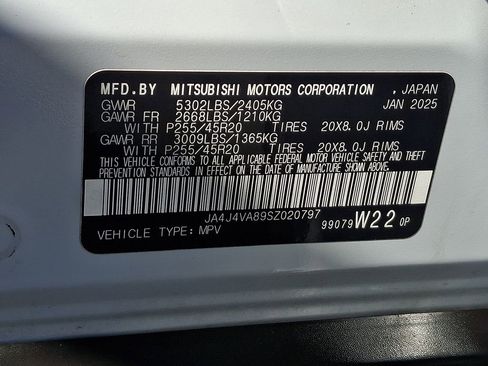 MFD.BY MITSUBISHI MOTORS CORPORATION , JAPAN
GVWR 5302LBS/2405KG JAN 2025
GAWR FR 2668LBS/1210KG
WITH P255/45R20 TIRES 20X8.0J RIMS
GAWR RR 3009LBS/1365KG
WITH P255/45R20 TIRES 20X8.0J RIMS
THIS VEHICLE CONFORMS TO ALL APPLICABLE FEDERAL MOTOR VEHICLE SAFETY AND THEFT
PREVENTION STANDARDS IN EFFECT ON THE DATE OF MANUFACTURE SHOWN ABOVE.
JA4J4VA89SZ020797
VEHICLE TYPE: MPV 99079 W22 0P